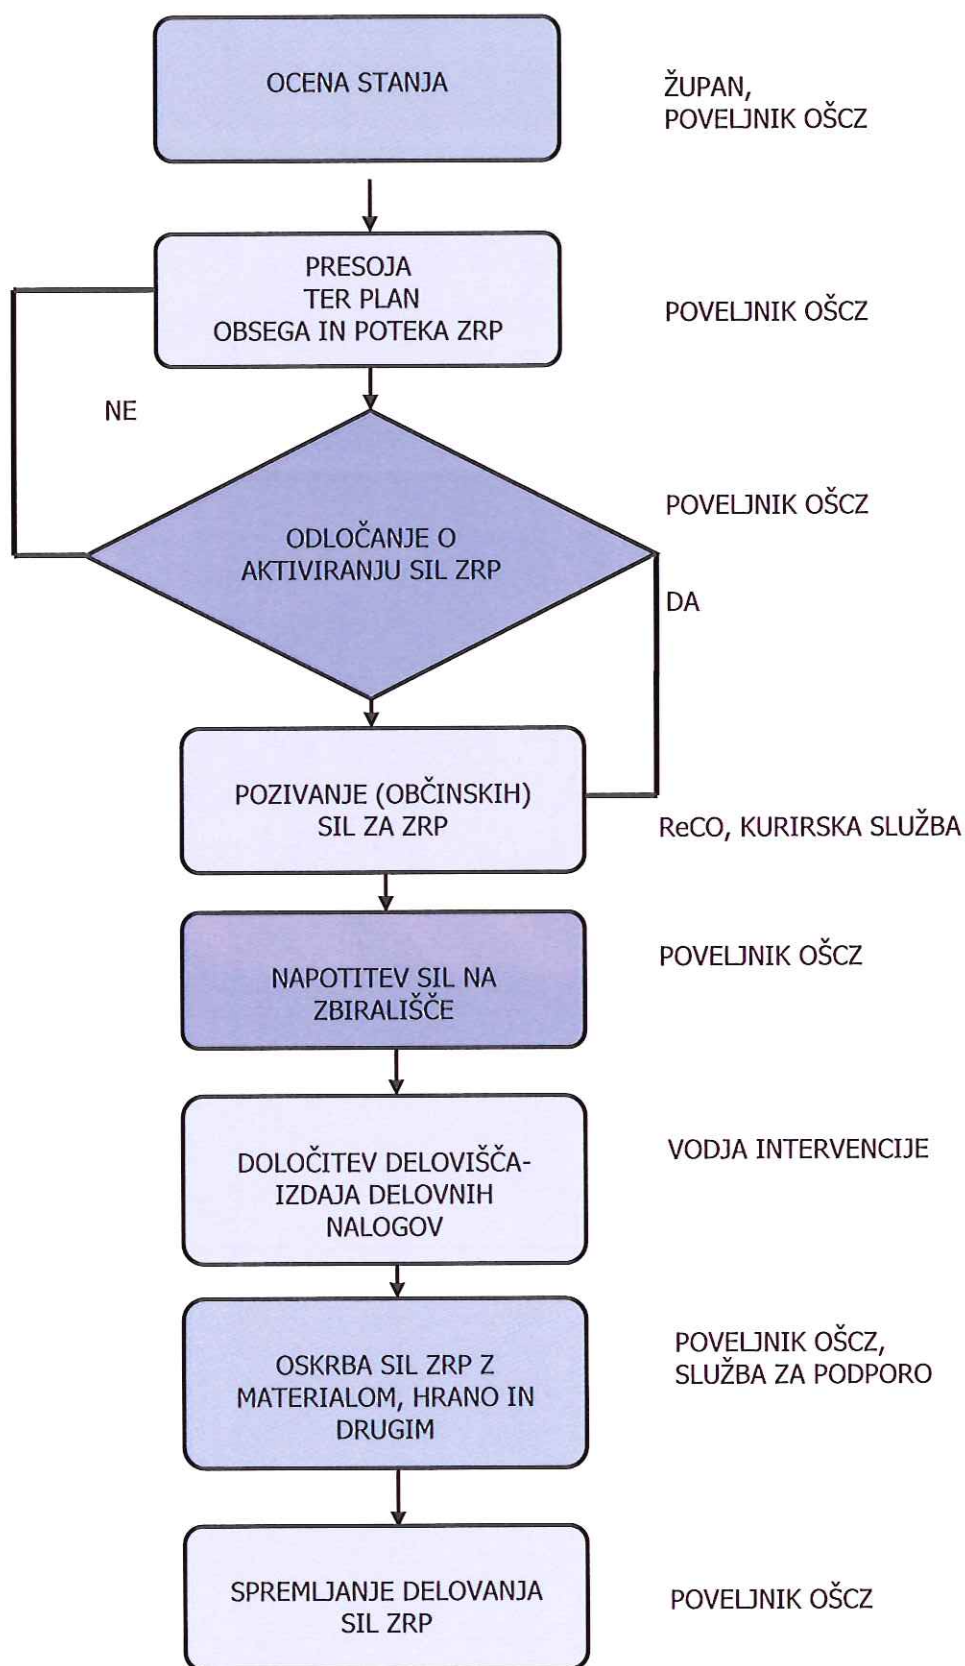 OCENA STANJA
ŽUPAN,
POVELJNIK OŠCZ
PRESOJA
TER PLAN
OBSEGA IN POTEKA ZRP
POVELJNIK OŠCZ
NE
POVELJNIK OŠCZ
ODLOČANJE O
AKTIVIRANJU SIL ZRP
DA
POZIVANJE (OBČINSKIH)
SIL ZA ZRP
ReCO, KURIRSKA SLUŽBA
NAPOTITEV SIL NA
ZBIRALIŠČE
POVELJNIK OŠCZ
DOLOČITEV DELOVIŠČA-
IZDAJA DELOVNIH
NALOGOV
VODJA INTERVENCIJE
OSKRBA SIL ZRP Z
MATERIALOM, HRANO IN
DRUGIM
POVELJNIK OŠCZ,
SLUŽBA ZA PODPORO
SPREMLJANJE DELOVANJA
SIL ZRP
POVELJNIK OŠCZ